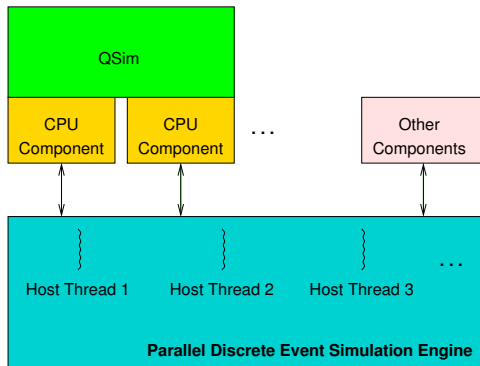 QSim
CPU
Component
CPU
Component
...
Other
Components
Host Thread 1
Host Thread 2
Host Thread 3
...
Parallel Discrete Event Simulation Engine